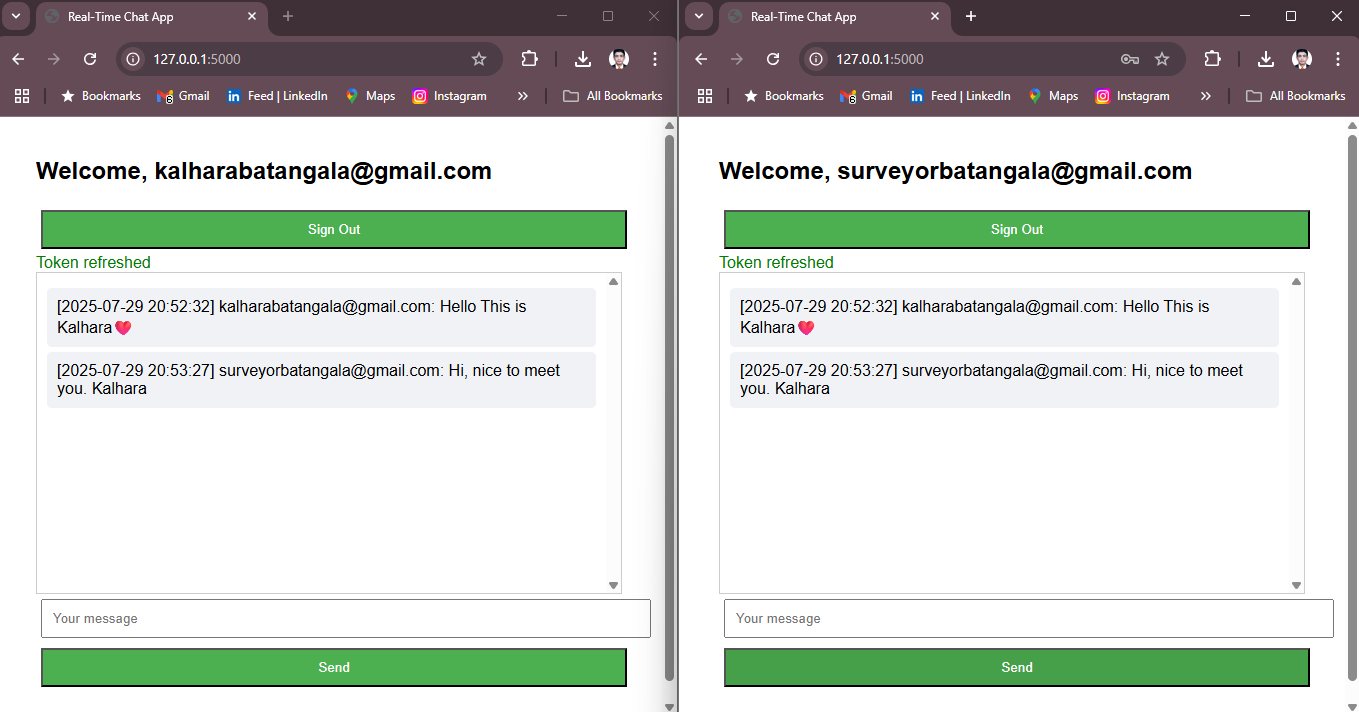 Real-Time Chat App
127.0.0.1:5000
Bookmarks Gmail Feed | LinkedIn Maps Instagram » All Bookmarks
Welcome, kalharabatangala@gmail.com
Sign Out
Token refreshed
[2025-07-29 20:52:32] kalharabatangala@gmail.com: Hello This is
Kalhara💓
[2025-07-29 20:53:27] surveyorbatangala@gmail.com: Hi, nice to meet
you. Kalhara
Your message
Send
Real-Time Chat App
127.0.0.1:5000
Bookmarks Gmail Feed | LinkedIn Maps Instagram » All Bookmarks
Welcome, surveyorbatangala@gmail.com
Sign Out
Token refreshed
[2025-07-29 20:52:32] kalharabatangala@gmail.com: Hello This is
Kalhara💓
[2025-07-29 20:53:27] surveyorbatangala@gmail.com: Hi, nice to meet
you. Kalhara
Your message
Send